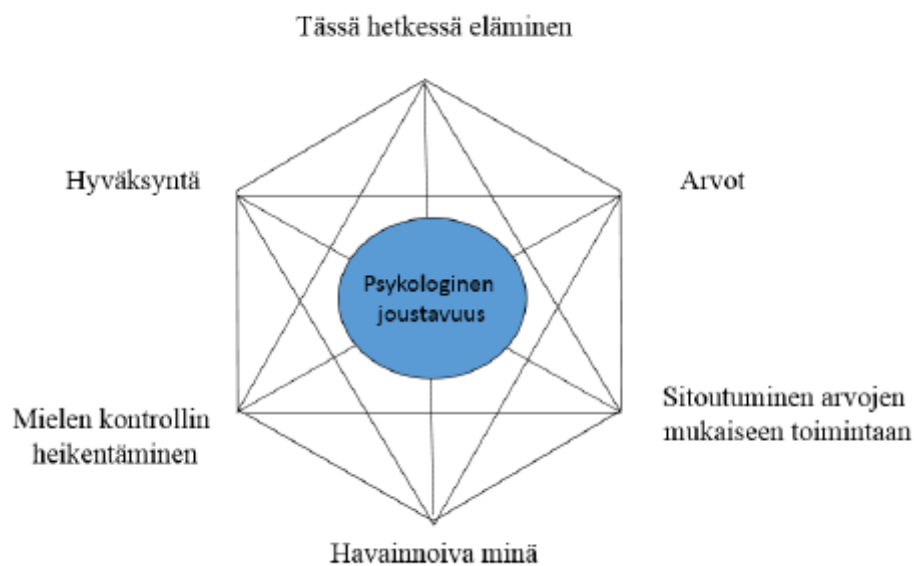 Tässä hetkessä eläminen
Hyväksyntä
Arvot
Psykologinen
joustavuus
Mielen kontrollin
heikentäminen
Sitoutuminen arvojen
mukaiseen toimintaan
Havainnoiva minä